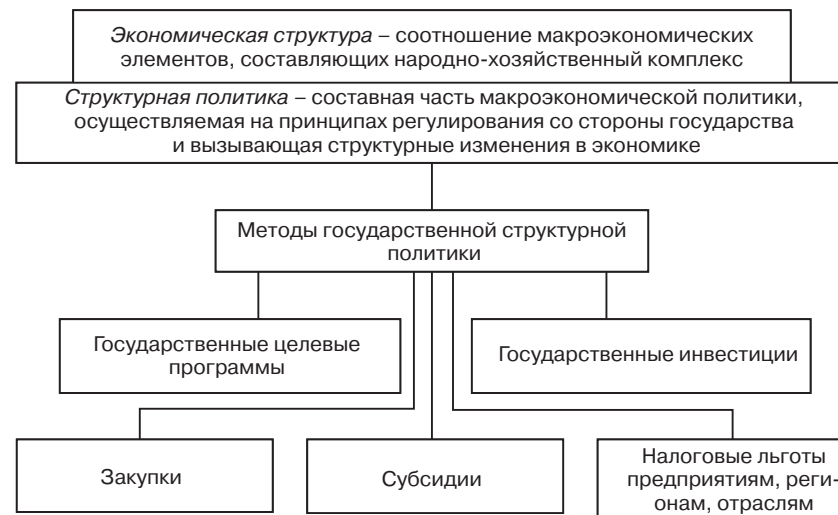 Экономическая структура – соотношение макроэкономических
элементов, составляющих народно-хозяйственный комплекс
Структурная политика – составная часть макроэкономической политики,
осуществляемая на принципах регулирования со стороны государства
и вызывающая структурные изменения в экономике
Методы государственной структурной
политики
Государственные целевые
программы
Государственные инвестиции
Закупки
Субсидии
Налоговые льготы
предприятиям, реги-
онам, отраслям